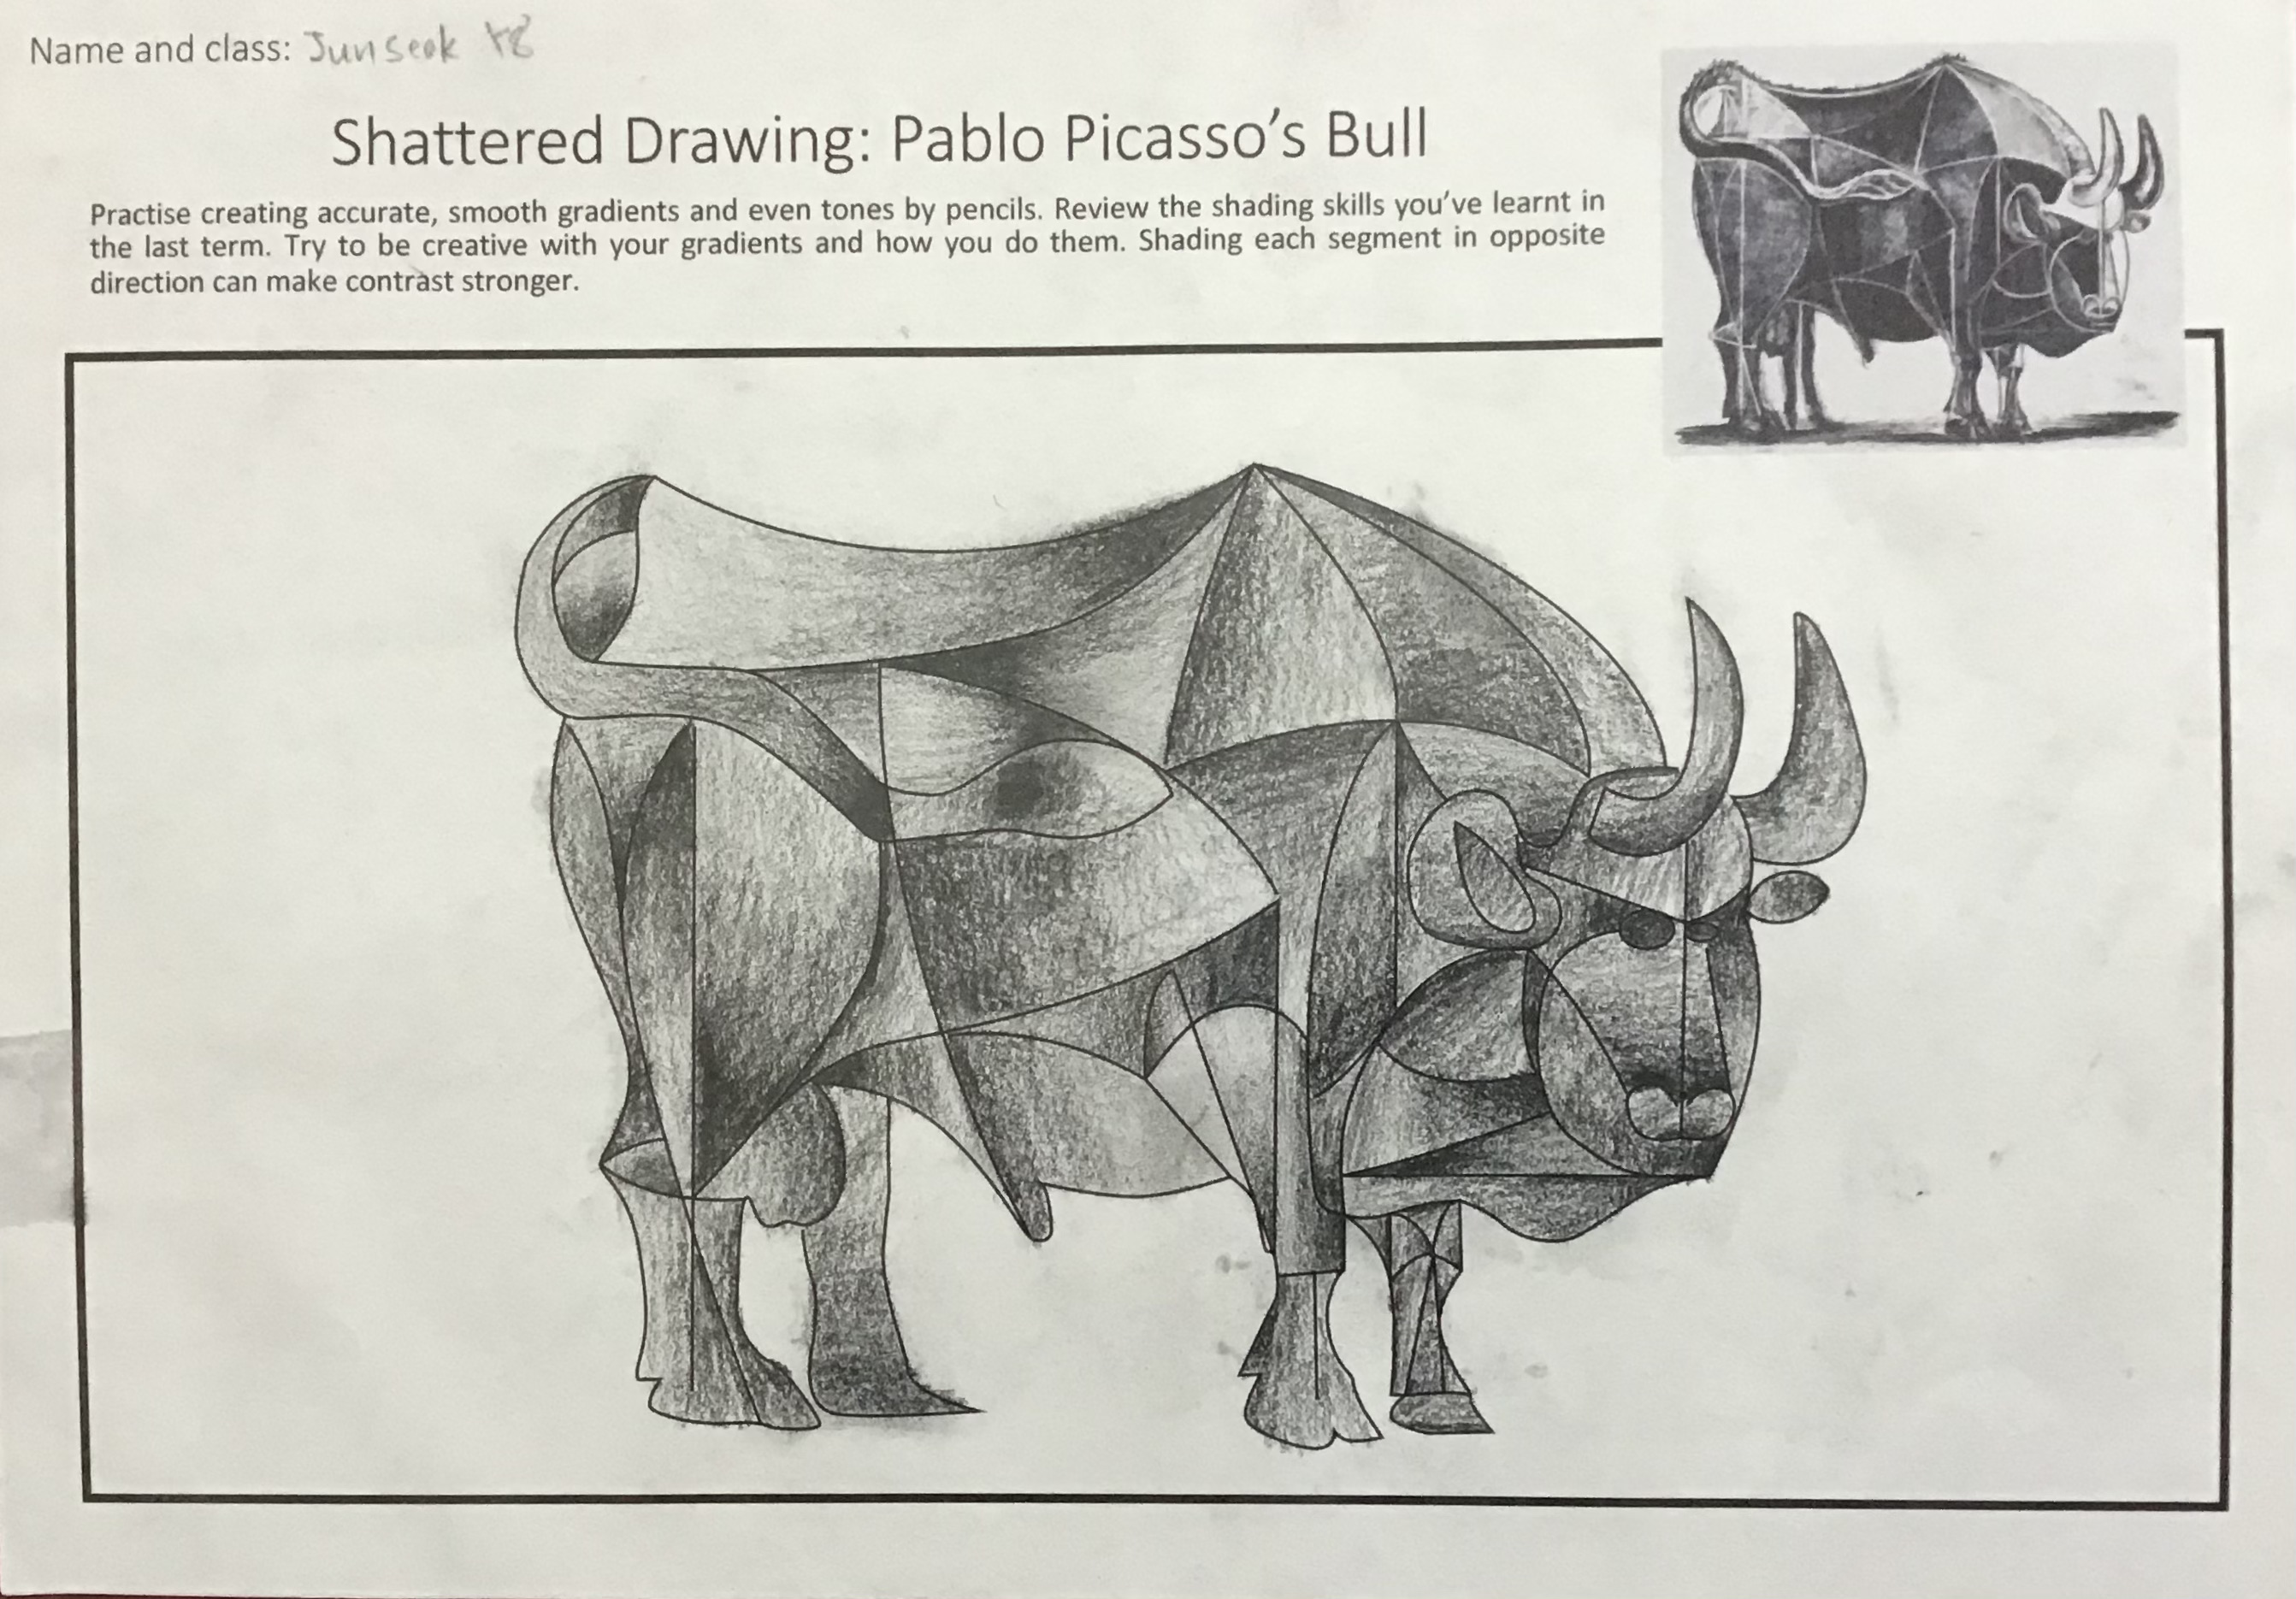 Name and class: Junseok Y8
Shattered Drawing: Pablo Picasso's Bull
Practise creating accurate, smooth gradients and even tones by pencils. Review the shading skills you've learnt in
the last term. Try to be creative with your gradients and how you do them. Shading each segment in opposite
direction can make contrast stronger.